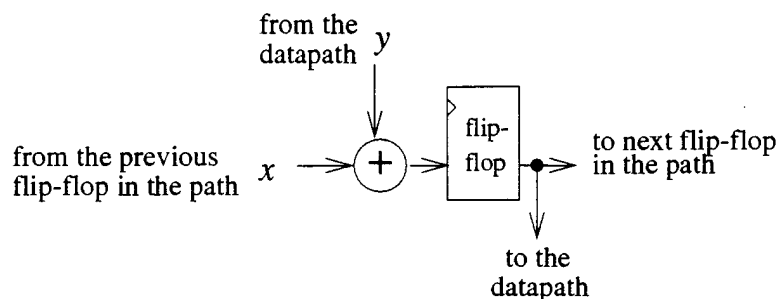 from the
datapath y
from the previous
flip-flop in the path x
+
flip-
flop
to next flip-flop
in the path
to the
datapath